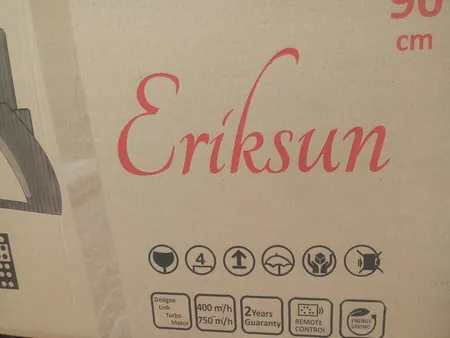 90
cm
Eriksun
4
Designe
Link
Turbo
Motor
400 m³/h
750 m³/h
2 Years
Guaranty
REMOTE
CONTROL
ENERGY
SAVING